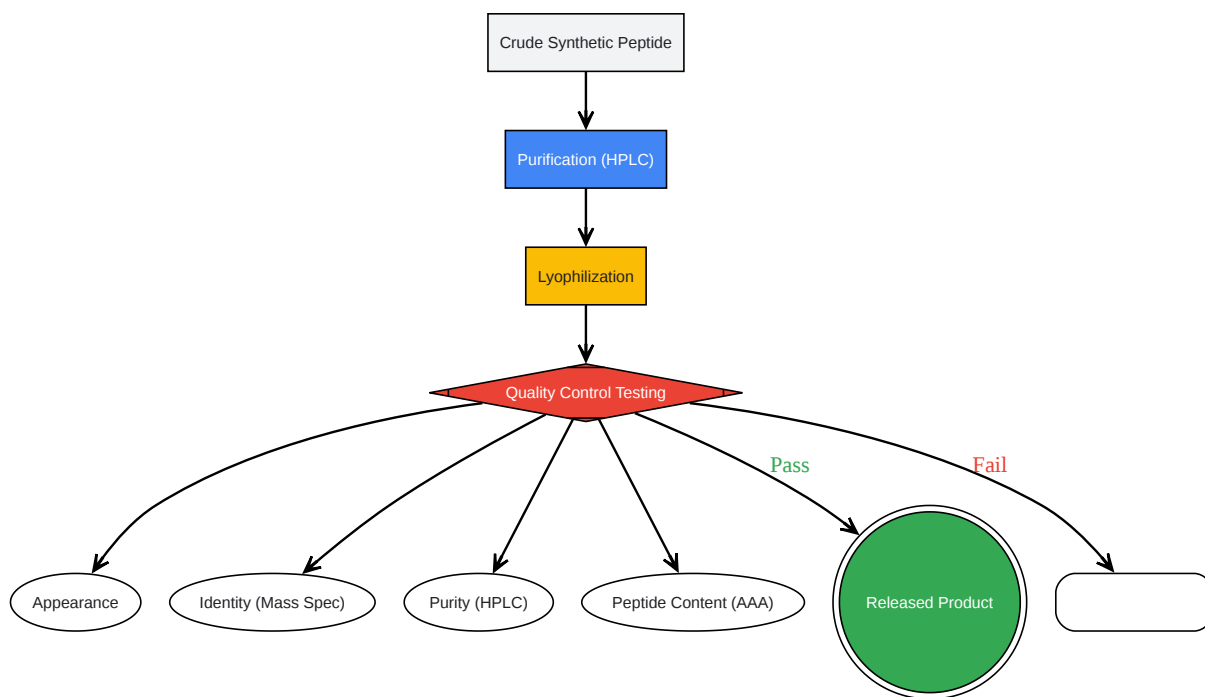 Crude Synthetic Peptide
Purification (HPLC)
Lyophilization
Quality Control Testing
Pass
Fail
Appearance
Identity (Mass Spec)
Purity (HPLC)
Peptide Content (AAA)
Released Product